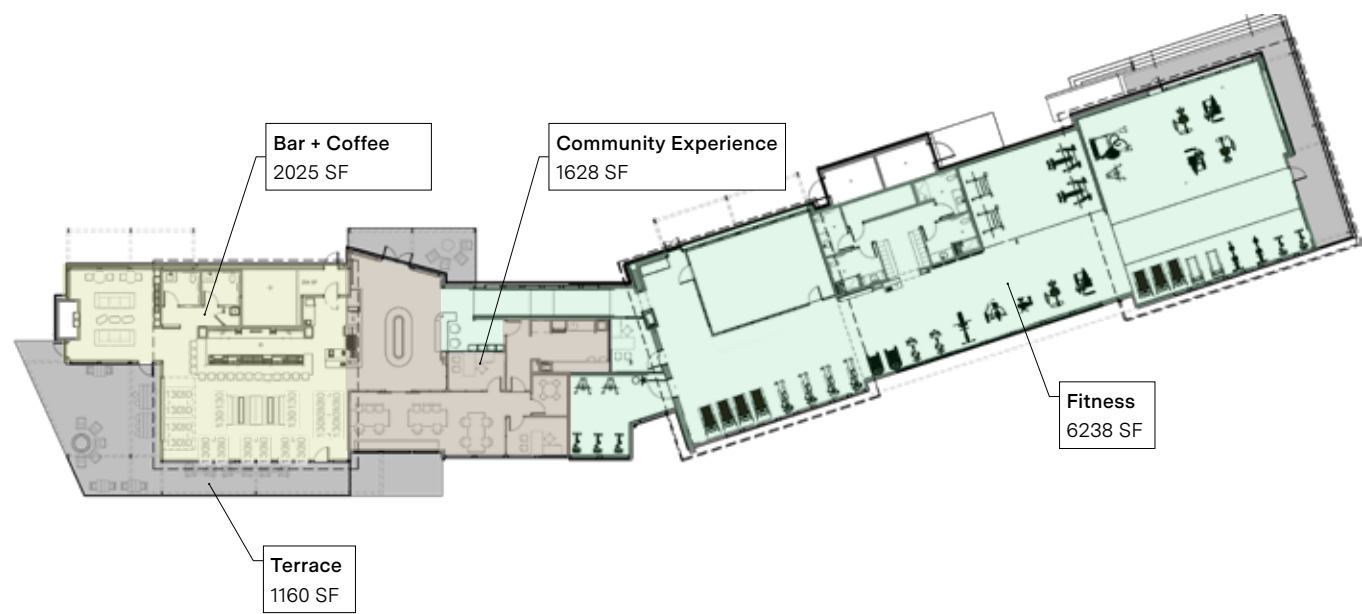 Bar + Coffee
2025 SF
Community Experience
1628 SF
Fitness
6238 SF
Terrace
1160 SF